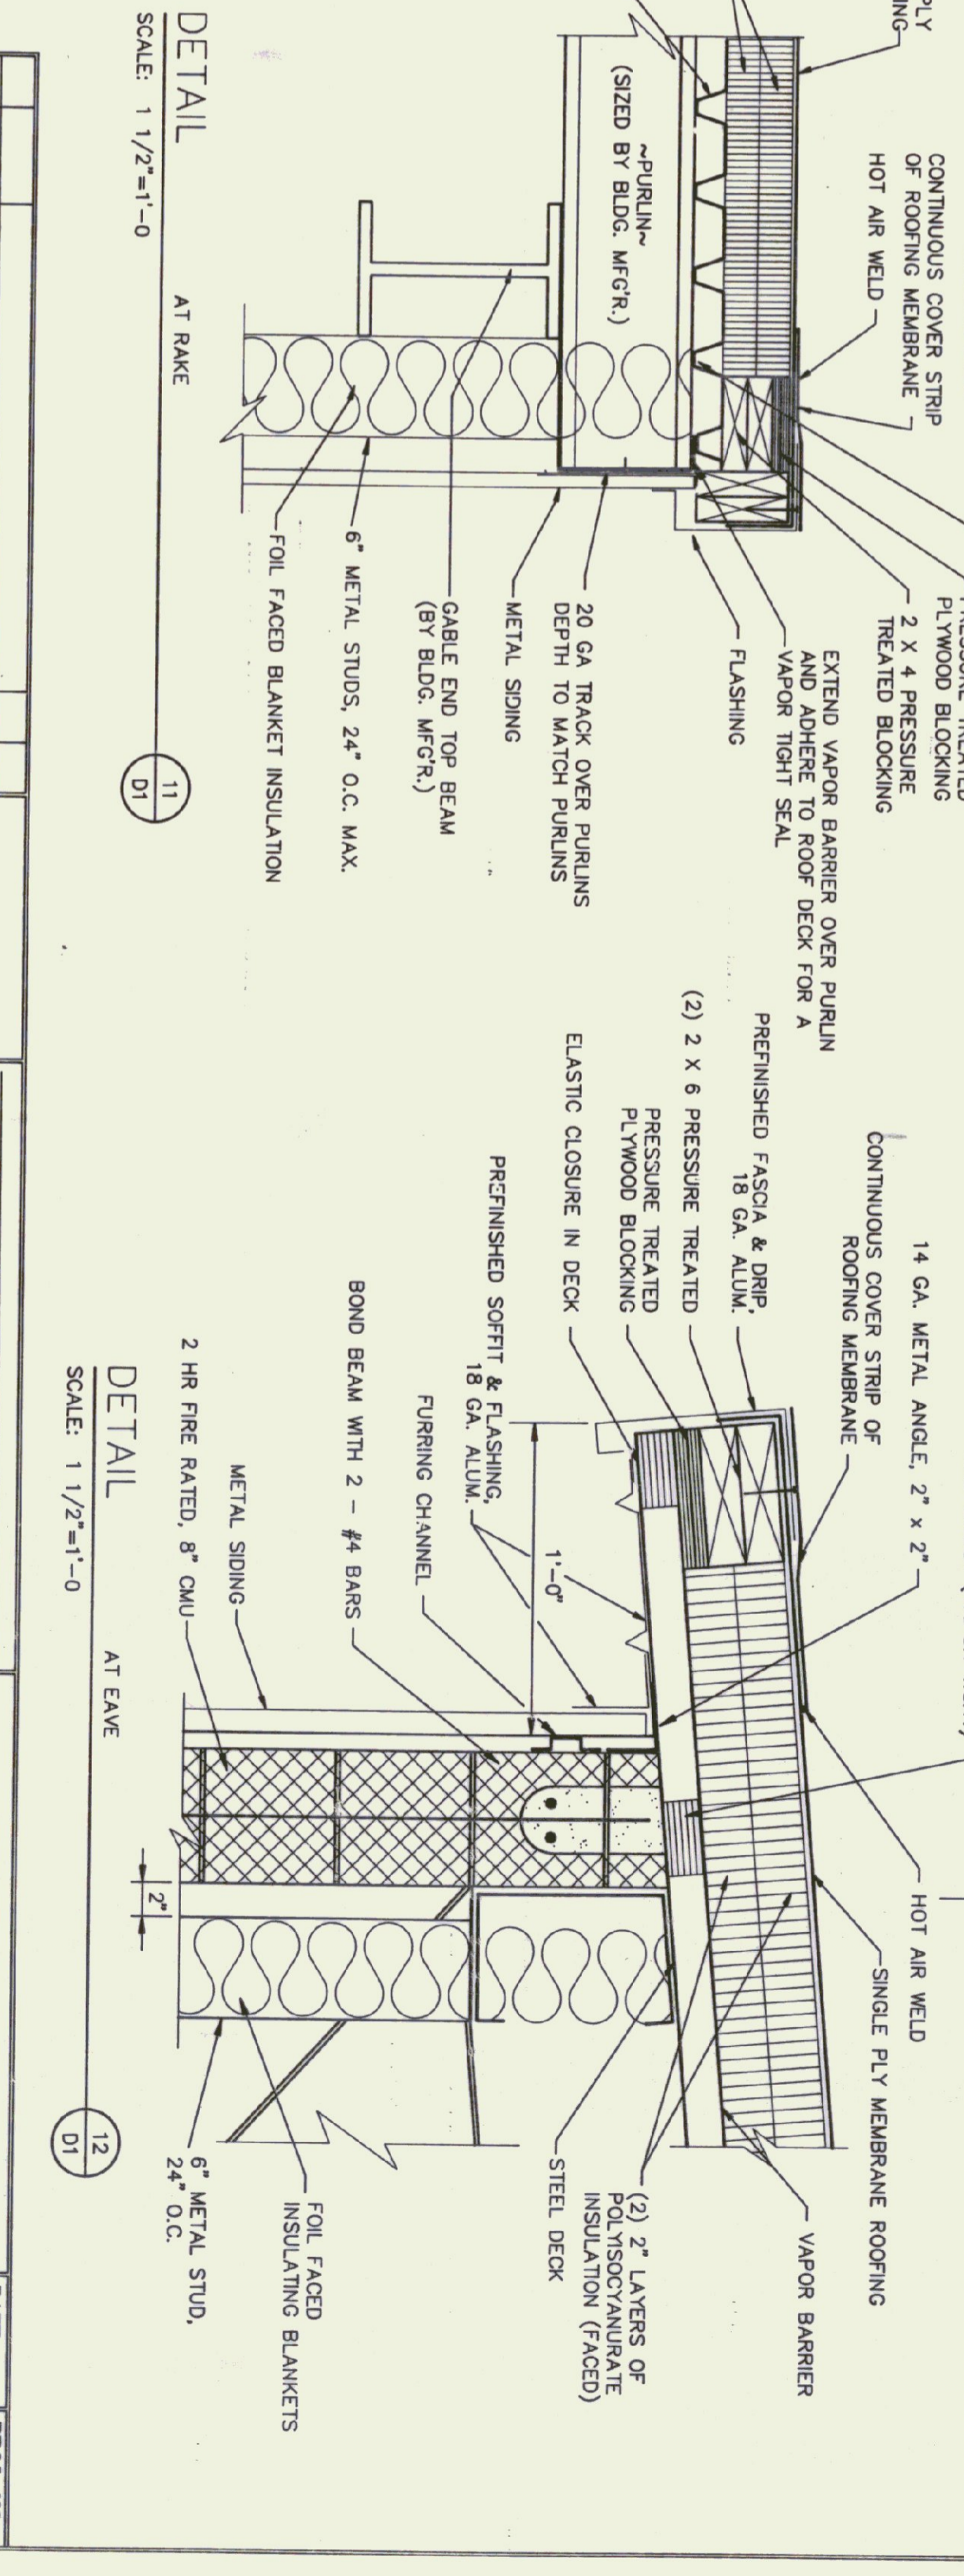 CONTINUOUS COVER STRIP
OF ROOFING MEMBRANE
HOT AIR WELD
PLYWOOD BLOCKING
2 X 4 PRESSURE
TREATED BLOCKING
EXTEND VAPOR BARRIER OVER PURLIN
AND ADHERE TO ROOF DECK FOR A
VAPOR TIGHT SEAL
FLASHING
~PURLIN~
(SIZED BY BLDG. MFG'R.)
20 GA TRACK OVER PURLINS
DEPTH TO MATCH PURLINS
METAL SIDING
GABLE END TOP BEAM
(BY BLDG. MFG'R.)
6" METAL STUDS, 24" O.C. MAX.
FOIL FACED BLANKET INSULATION
DETAIL
AT RAKE
SCALE: 1 1/2"=1'-0
11
D1
14 GA. METAL ANGLE, 2" x 2"
CONTINUOUS COVER STRIP OF
ROOFING MEMBRANE
PREFINISHED FASCIA & DRIP,
18 GA. ALUM.
(2) 2 X 6 PRESSURE TREATED
PRESSURE TREATED
PLYWOOD BLOCKING
ELASTIC CLOSURE IN DECK
PREFINISHED SOFFIT & FLASHING,
18 GA. ALUM.
1'-0"
FURRING CHANNEL
BOND BEAM WITH 2 - #4 BARS
METAL SIDING
2 HR FIRE RATED, 8" CMU
2"
HOT AIR WELD
SINGLE PLY MEMBRANE ROOFING
VAPOR BARRIER
(2) 2" LAYERS OF
POLYISOCYANURATE
INSULATION (FACED)
STEEL DECK
FOIL FACED
INSULATING BLANKETS
6" METAL STUD,
24" O.C.
DETAIL
AT EAVE
SCALE: 1 1/2"=1'-0
12
D1